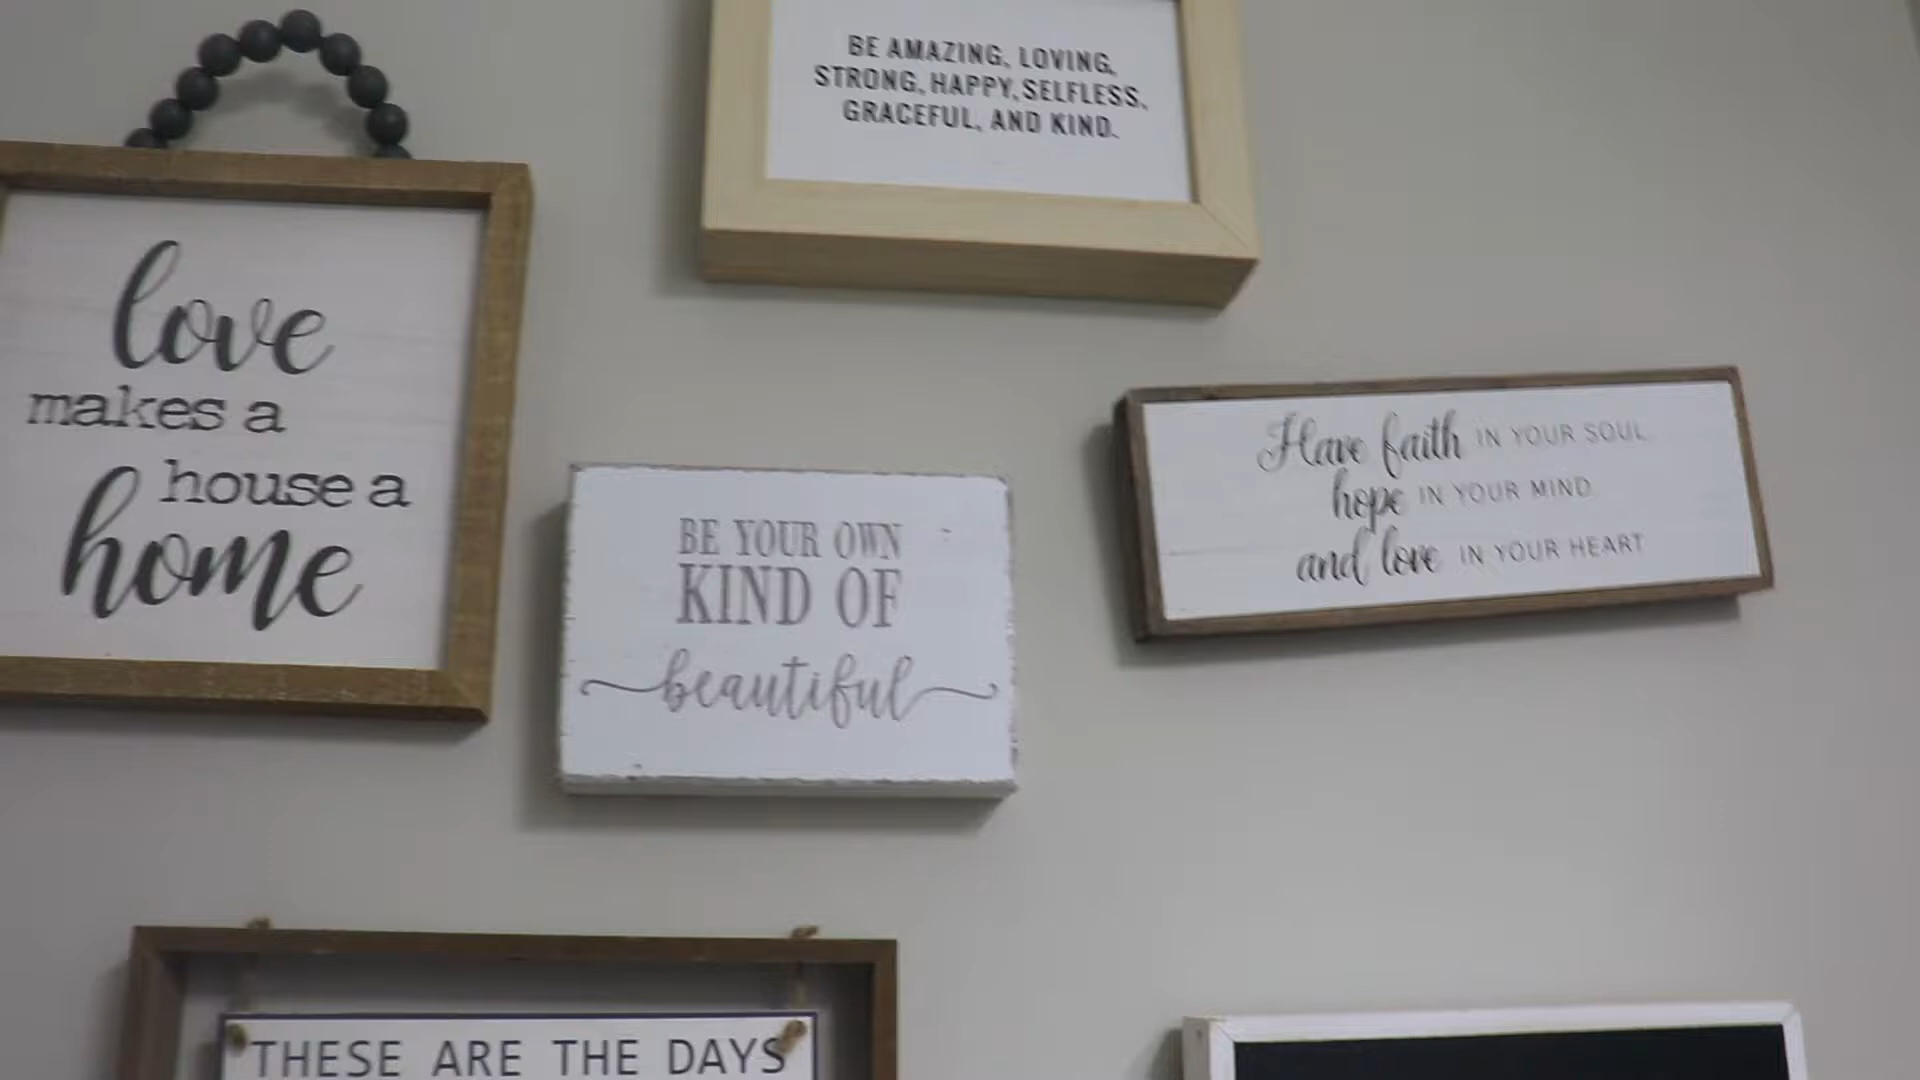 BE AMAZING, LOVING,
STRONG, HAPPY, SELFLESS,
GRACEFUL, AND KIND.
love
makes a
house a
home
Have faith IN YOUR SOUL
hope IN YOUR MIND
and love IN YOUR HEART
BE YOUR OWN
KIND OF
beautiful
THESE ARE THE DAYS